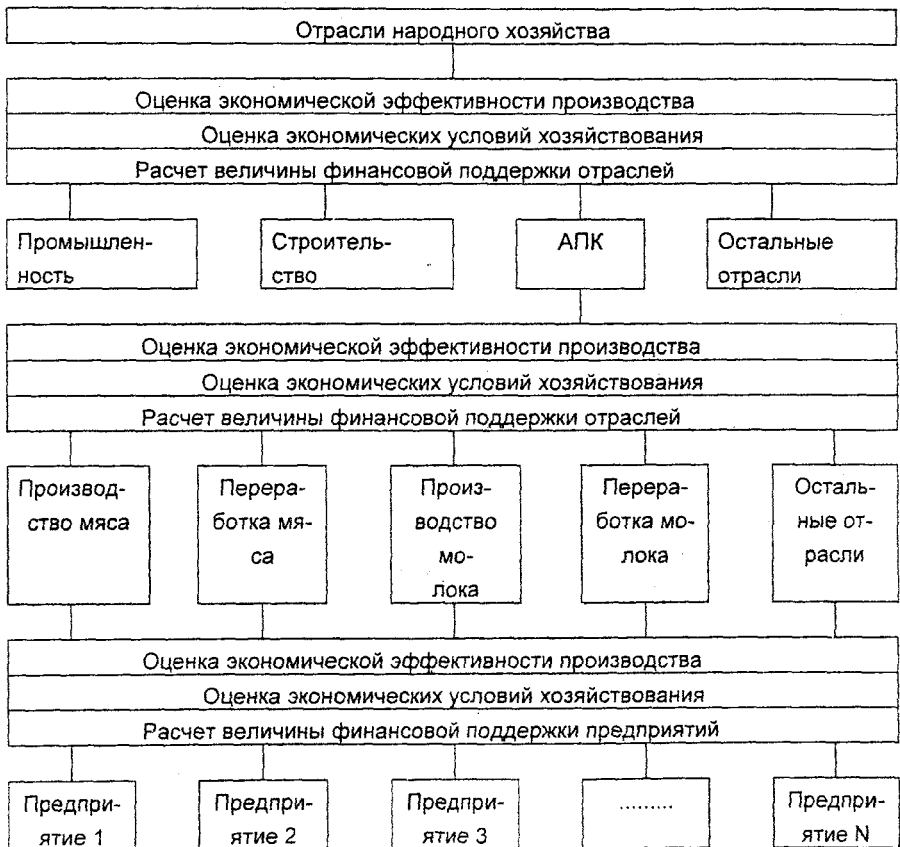 Отрасли народного хозяйства
Оценка экономической эффективности производства
Оценка экономических условий хозяйствования
Расчет величины финансовой поддержки отраслей
Промышлен-
ность
Строитель-
ство
АПК
Остальные
отрасли
Оценка экономической эффективности производства
Оценка экономических условий хозяйствования
Расчет величины финансовой поддержки отраслей
Производ-
ство мяса
Перера-
ботка мя-
са
Произ-
водство
мо-
лока
Перера-
ботка мо-
лока
Осталь-
ные от-
расли
Оценка экономической эффективности производства
Оценка экономических условий хозяйствования
Расчет величины финансовой поддержки предприятий
Предпри-
ятие 1
Предпри-
ятие 2
Предпри-
ятие 3
.........
Предпри-
ятие N